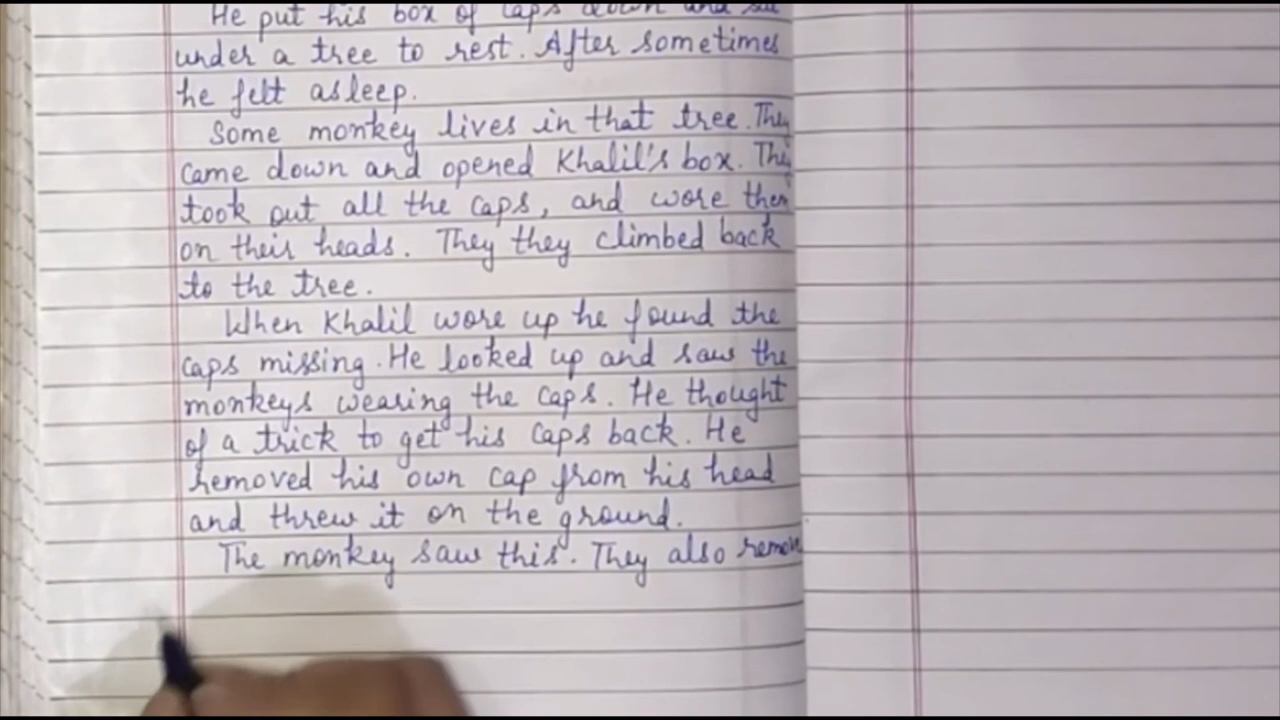 He put his box of caps down and sat
under a tree to rest. After sometimes
he felt asleep.
Some monkey lives in that tree. They
came down and opened Khalil's box. They
took out all the caps, and wore them
on their heads. They they climbed back
to the tree.
When Khalil wore up he found the
caps missing. He looked up and saw the
monkeys wearing the caps. He thought
of a trick to get his caps back. He
removed his own cap from his head
and threw it on the ground.
The monkey saw this. They also remov